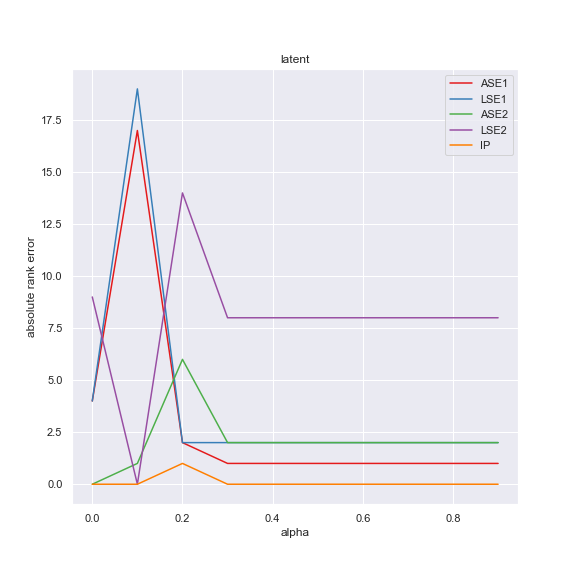 latent
ASE1
LSE1
ASE2
LSE2
IP
17.5
15.0
12.5
10.0
7.5
5.0
2.5
0.0
absolute rank error
0.0 0.2 0.4 0.6 0.8
alpha